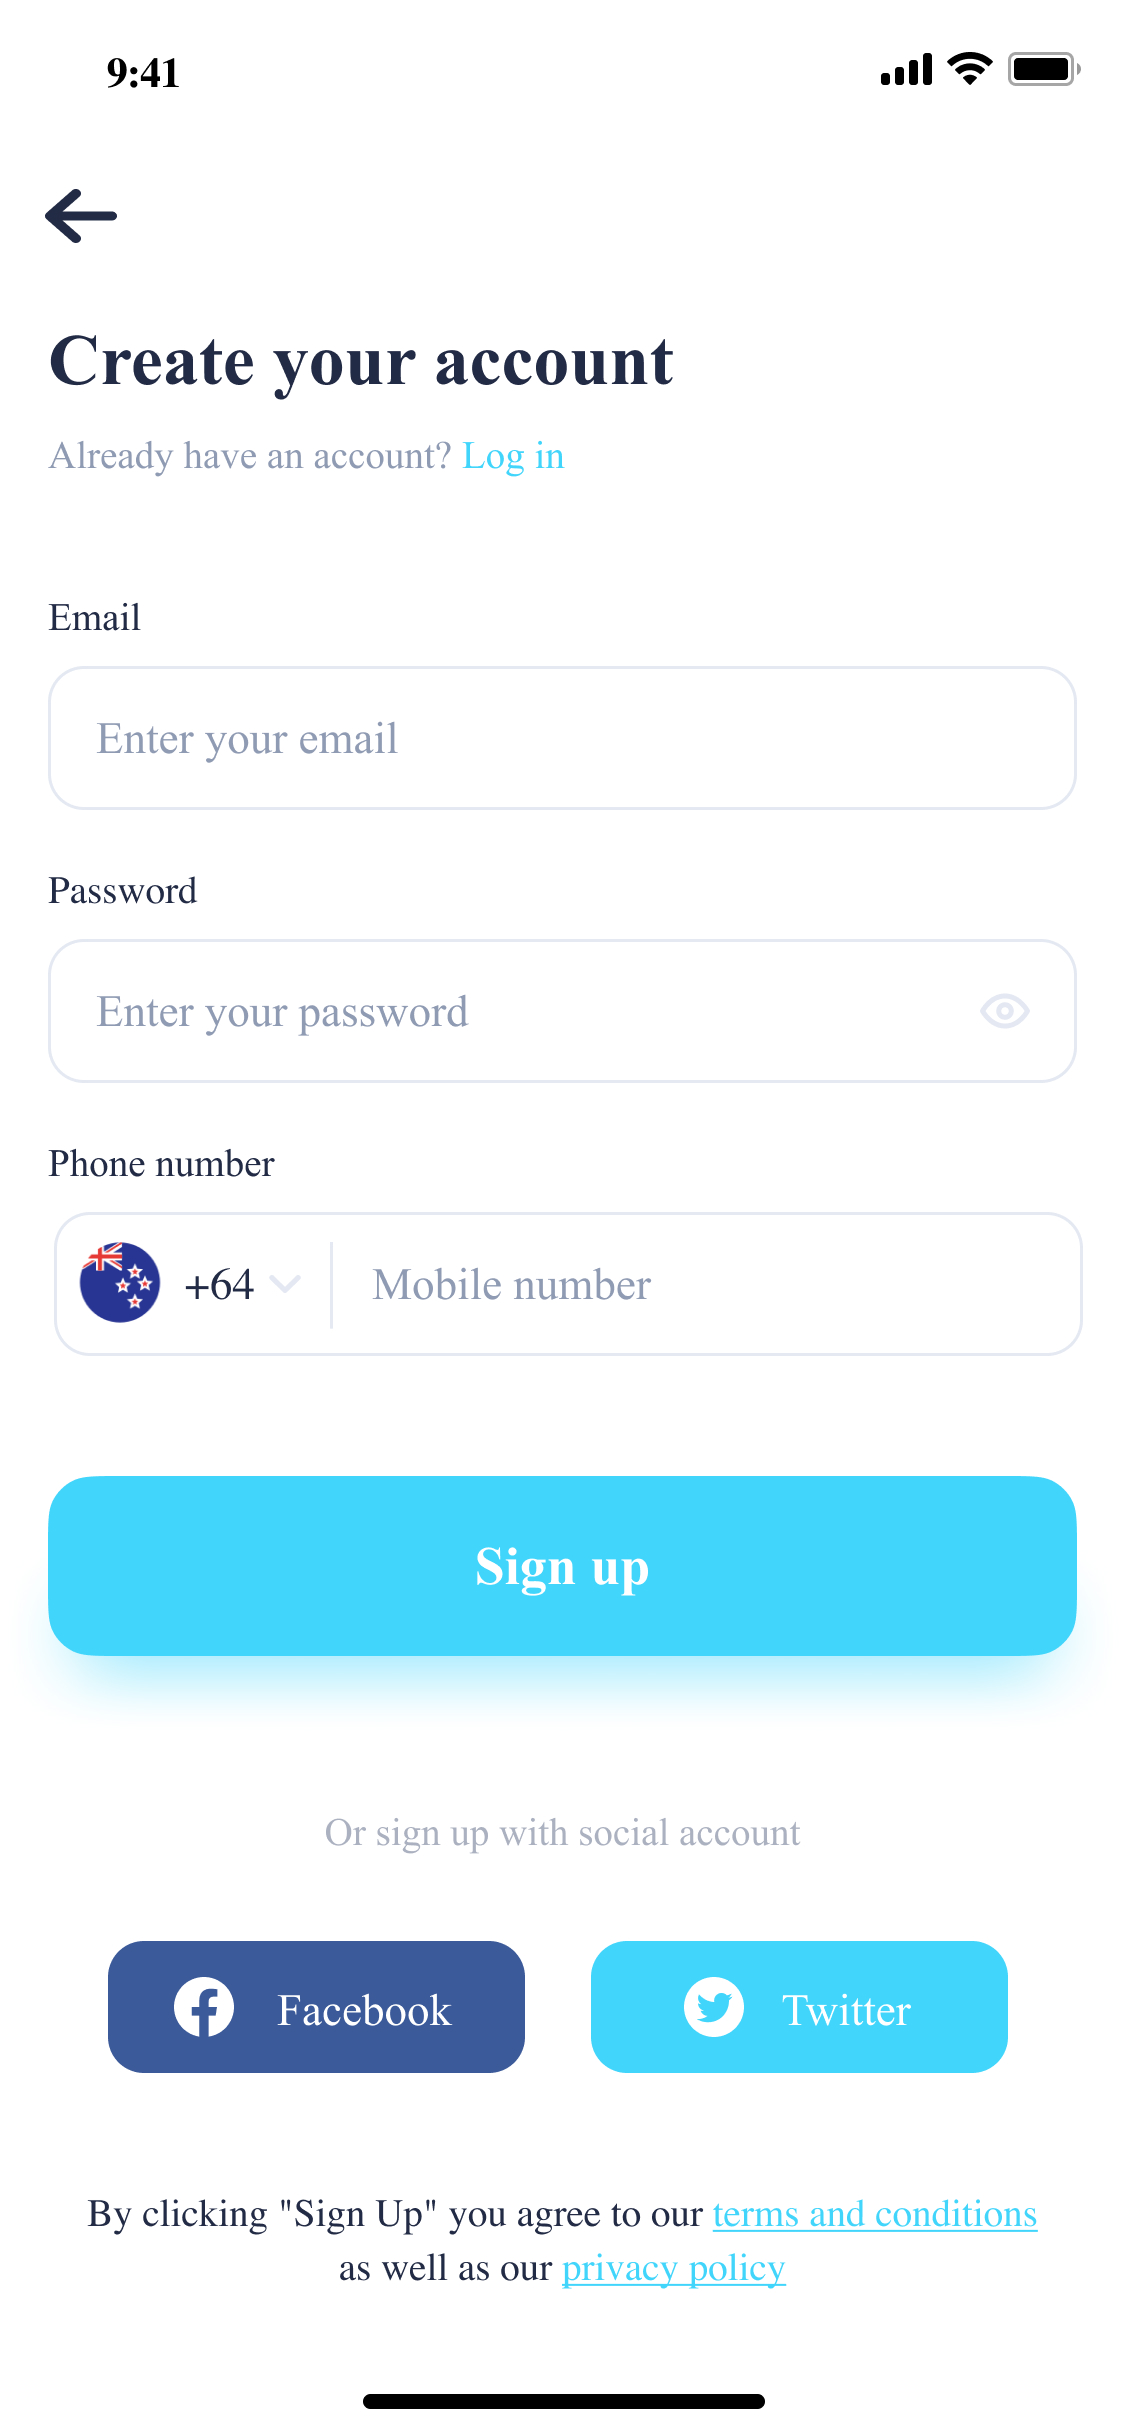 9:41
Create your account
Already have an account? Log in
Email
Enter your email
Password
Enter your password
Phone number
+64 Mobile number
Sign up
Or sign up with social account
Facebook Twitter
By clicking "Sign Up" you agree to our terms and conditions
as well as our privacy policy